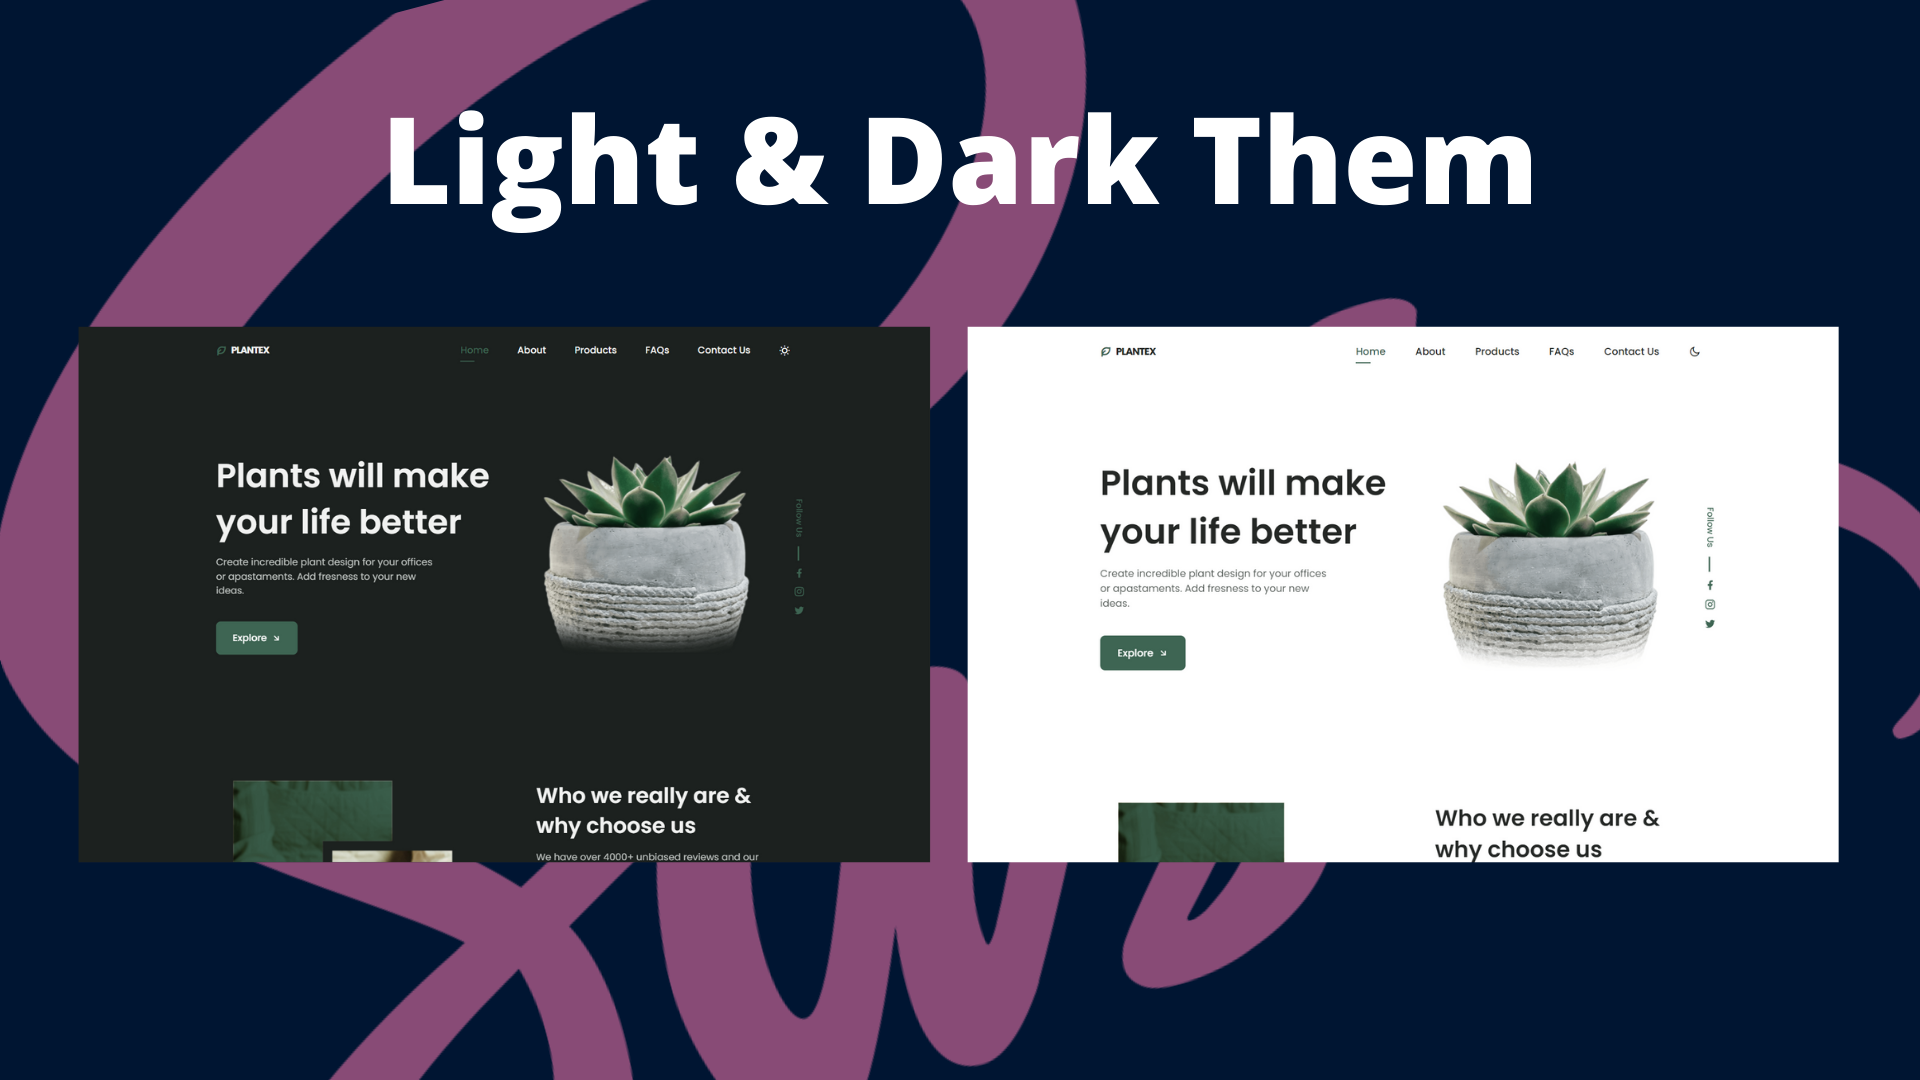 Light & Dark Them
PLANTEX
Home About Products FAQs Contact Us
Plants will make
your life better
Create incredible plant design for your offices
or apastaments. Add fresness to your new
ideas.
Explore
Follow Us
Who we really are &
why choose us
We have over 4000+ unbiased reviews and our
PLANTEX
Home About Products FAQs Contact Us
Plants will make
your life better
Create incredible plant design for your offices
or apastaments. Add fresness to your new
ideas.
Explore
Follow Us
Who we really are &
why choose us